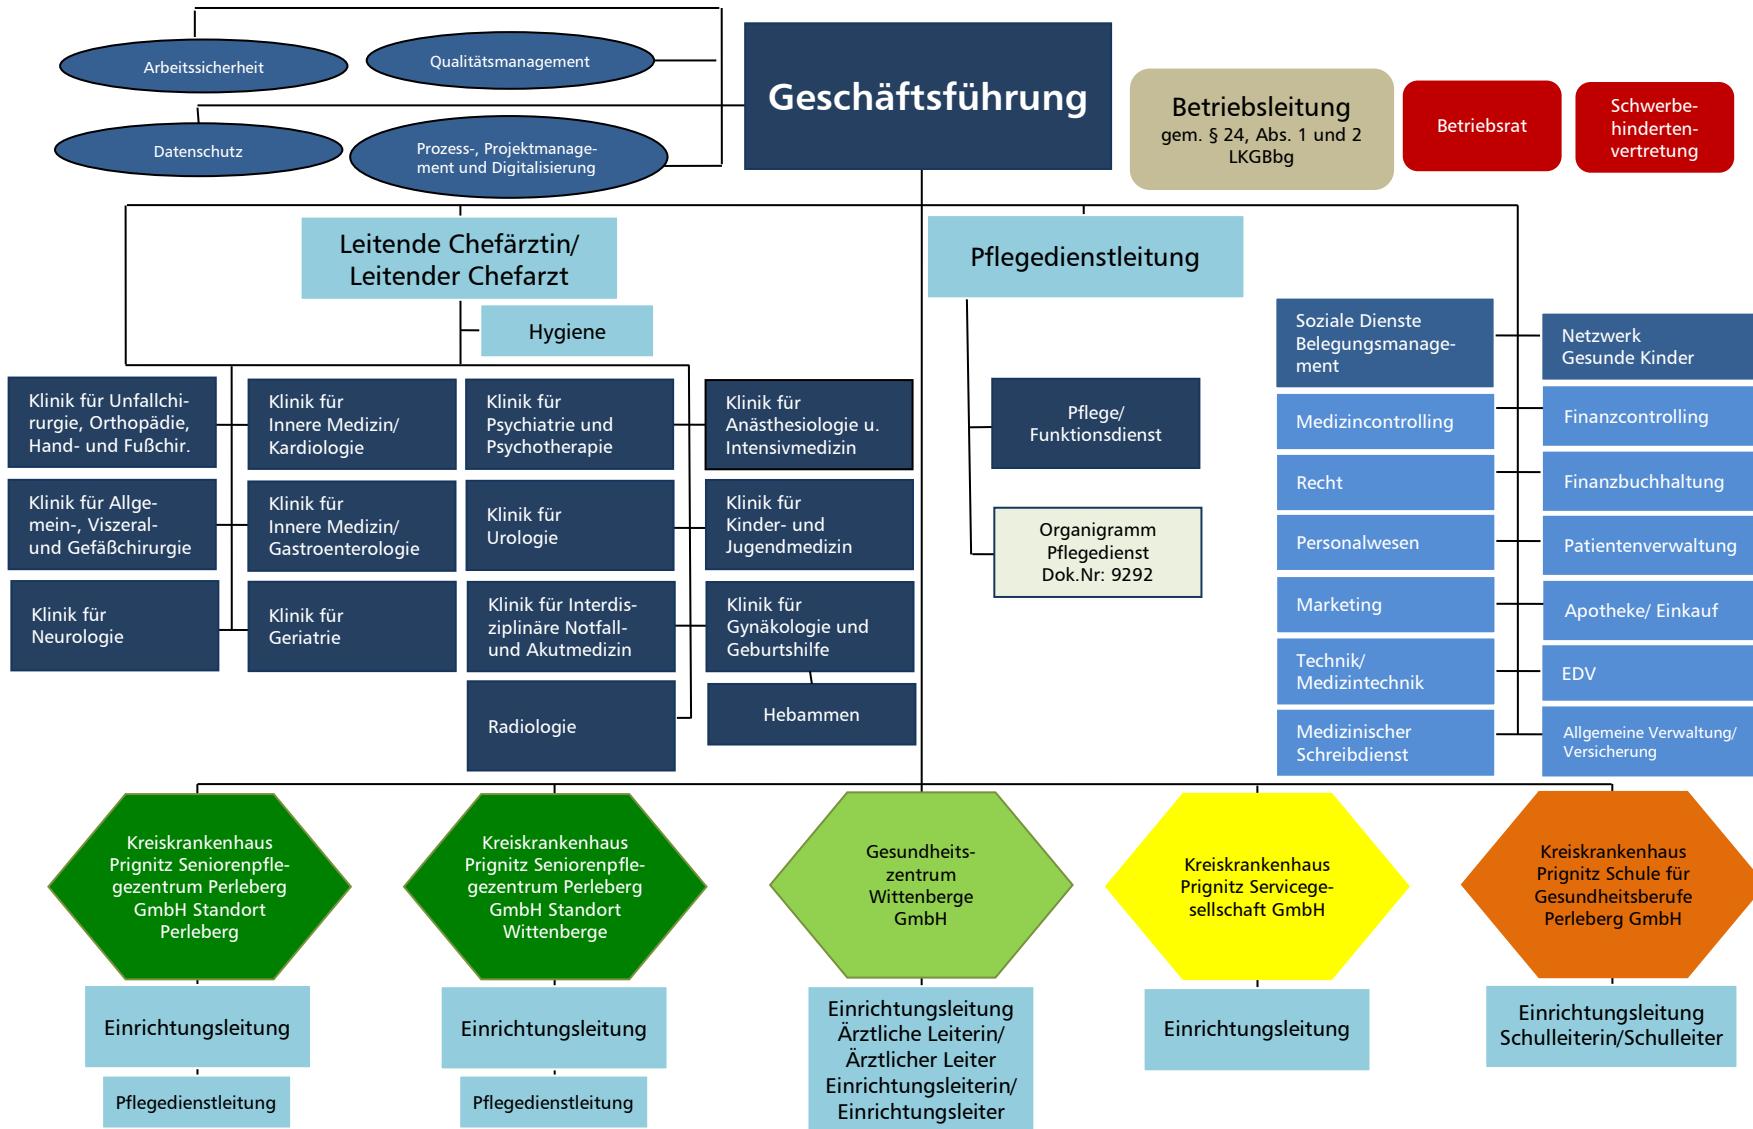 Arbeitssicherheit
Qualitätsmanagement
Datenschutz
Prozess-, Projektmanage-
ment und Digitalisierung
Geschäftsführung
Betriebsleitung
gem. § 24, Abs. 1 und 2
LKGBbg
Betriebsrat
Schwerbe-
hinderten-
vertretung
Leitende Chefärztin/
Leitender Chefarzt
Hygiene
Pflegedienstleitung
Klinik für Unfallchi-
rurgie, Orthopädie,
Hand- und Fußchir.
Klinik für
Innere Medizin/
Kardiologie
Klinik für
Psychiatrie und
Psychotherapie
Klinik für
Anästhesiologie u.
Intensivmedizin
Klinik für Allge-
mein-, Viszeral-
und Gefäßchirurgie
Klinik für
Innere Medizin/
Gastroenterologie
Klinik für
Urologie
Klinik für
Kinder- und
Jugendmedizin
Klinik für
Neurologie
Klinik für
Geriatrie
Klinik für Interdis-
ziplinäre Notfall-
und Akutmedizin
Klinik für
Gynäkologie und
Geburtshilfe
Radiologie
Hebammen
Pflege/
Funktionsdienst
Organigramm
Pflegedienst
Dok.Nr: 9292
Soziale Dienste
Belegungsmanage-
ment
Netzwerk
Gesunde Kinder
Medizincontrolling
Finanzcontrolling
Recht
Finanzbuchhaltung
Personalwesen
Patientenverwaltung
Marketing
Apotheke/ Einkauf
Technik/
Medizintechnik
EDV
Medizinischer
Schreibdienst
Allgemeine Verwaltung/
Versicherung
Kreiskrankenhaus
Prignitz Seniorenpfle-
gezentrum Perleberg
GmbH Standort
Perleberg
Kreiskrankenhaus
Prignitz Seniorenpfle-
gezentrum Perleberg
GmbH Standort
Wittenberge
Gesundheits-
zentrum
Wittenberge
GmbH
Kreiskrankenhaus
Prignitz Servicege-
sellschaft GmbH
Kreiskrankenhaus
Prignitz Schule für
Gesundheitsberufe
Perleberg GmbH
Einrichtungsleitung
Einrichtungsleitung
Einrichtungsleitung
Ärztliche Leiterin/
Ärztlicher Leiter
Einrichtungsleiterin/
Einrichtungsleiter
Einrichtungsleitung
Einrichtungsleitung
Schulleiterin/Schulleiter
Pflegedienstleitung
Pflegedienstleitung